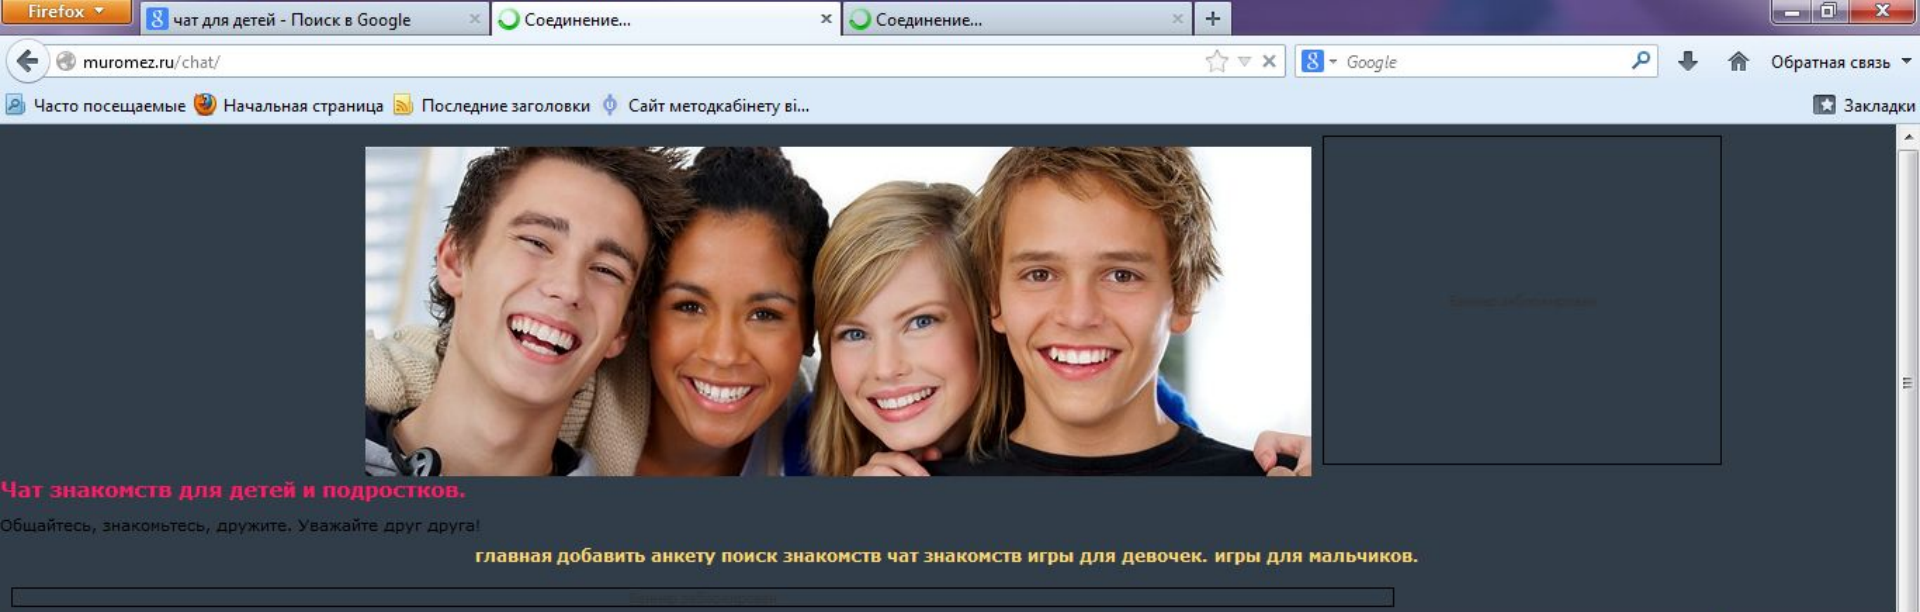 Firefox
чат для детей - Поиск в Google
Соединение...
Соединение...
muromez.ru/chat/
Google
Обратная связь
Часто посещаемые
Начальная страница
Последние заголовки
Сайт методкабінету ві...
Закладки
Чат знакомств для детей и подростков.
Общайтесь, знакомьтесь, дружите. Уважайте друг друга!
главная добавить анкету поиск знакомств чат знакомств игры для девочек. игры для мальчиков.